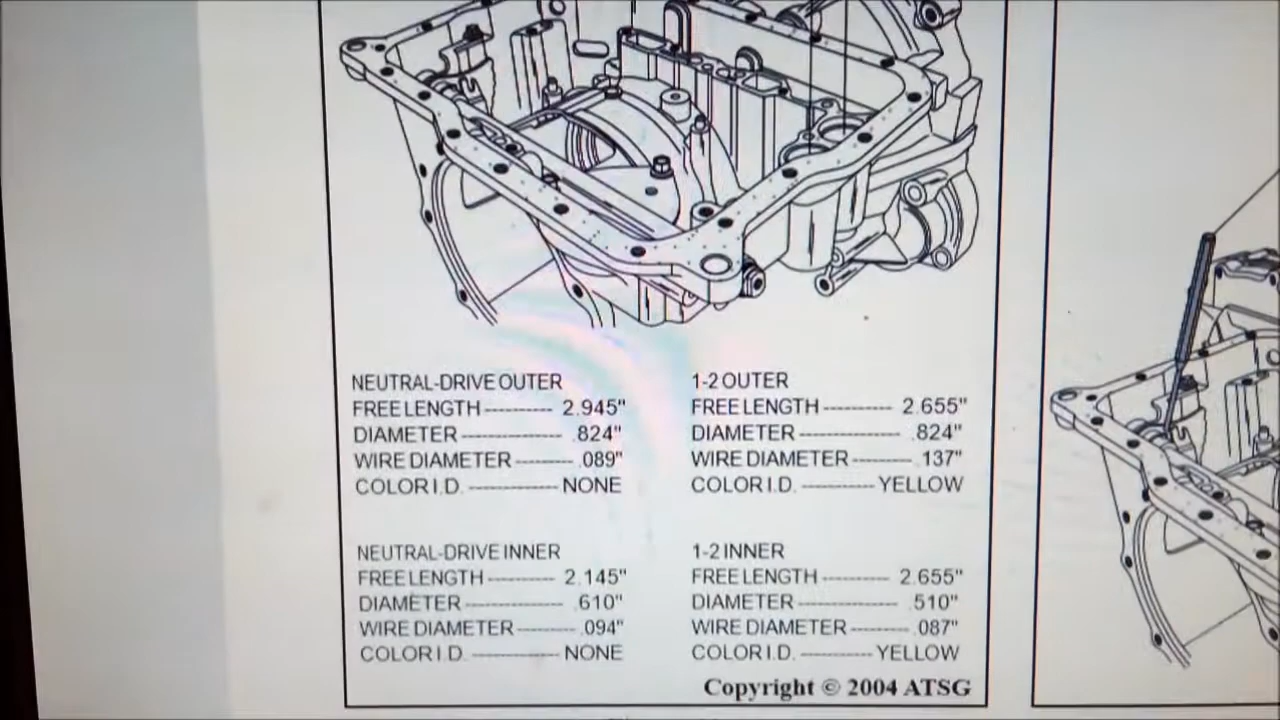 NEUTRAL-DRIVE OUTER
FREE LENGTH ---------- 2.945"
DIAMETER --------------- .824"
WIRE DIAMETER -------- .089"
COLOR I.D. ------------- NONE
1-2 OUTER
FREE LENGTH ---------- 2.655"
DIAMETER --------------- .824"
WIRE DIAMETER --------- .137"
COLOR I.D. ----------- YELLOW
NEUTRAL-DRIVE INNER
FREE LENGTH ---------- 2.145"
DIAMETER -------------- .610"
WIRE DIAMETER --------- .094"
COLOR I.D. ------------- NONE
1-2 INNER
FREE LENGTH ---------- 2.655"
DIAMETER --------------- .510"
WIRE DIAMETER --------- .087"
COLOR I.D. ----------- YELLOW
Copyright © 2004 ATSG